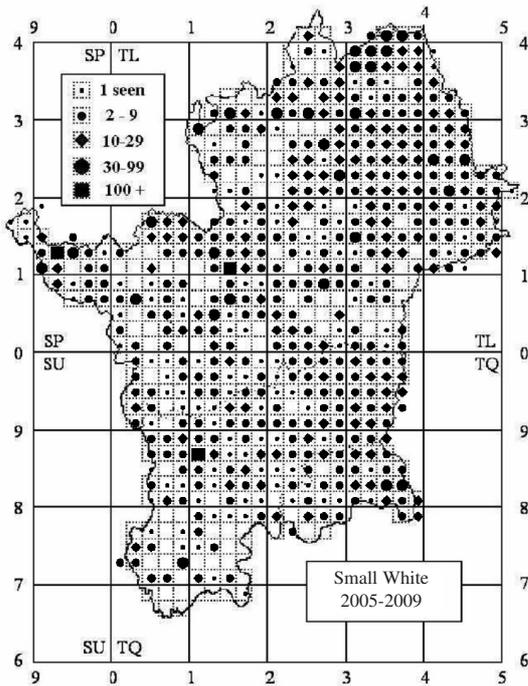 9 0 1 2 3 4 5
4 4
SP TL
1 seen
2 - 9
10-29
30-99
100 +
3 3
2 2
1 1
SP TL
0 0
SU TQ
9 9
8 8
7 7
Small White
2005-2009
SU TQ
6 6
9 0 1 2 3 4 5